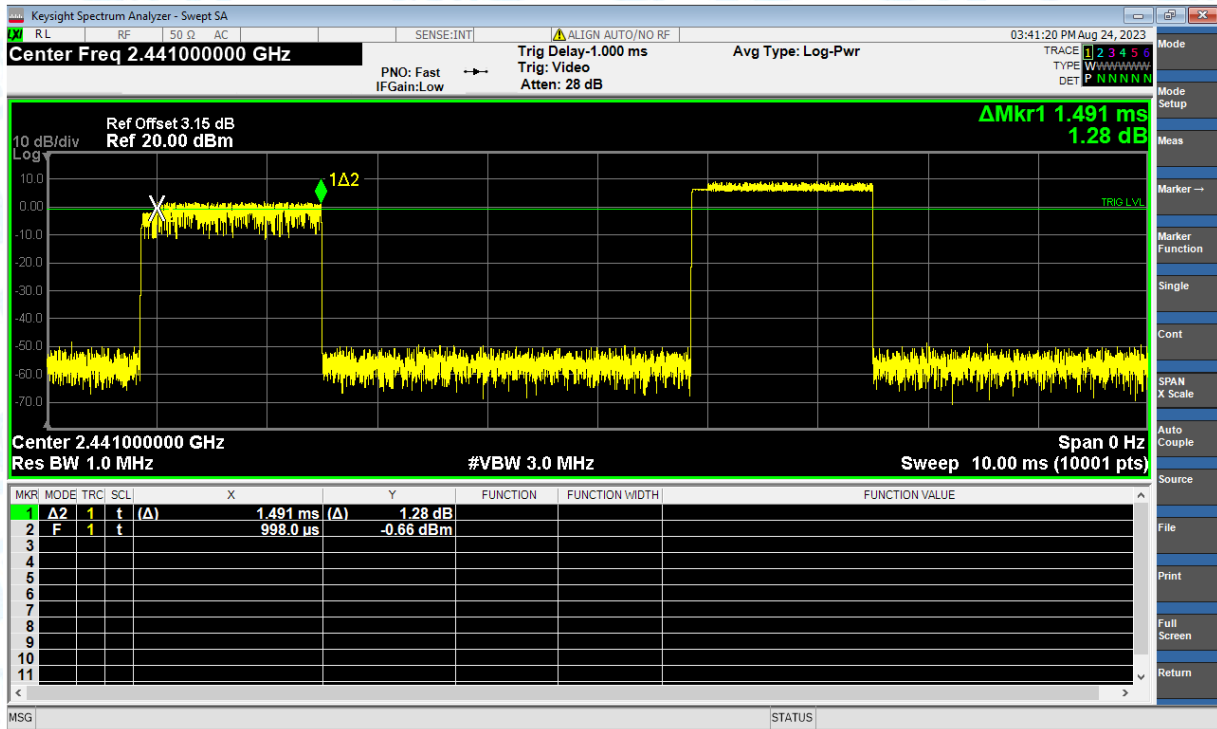 Keysight Spectrum Analyzer - Swept SA
LXI RL RF 50 Ω AC SENSE:INT ALIGN AUTO/NO RF 03:41:20 PM Aug 24, 2023
Center Freq 2.441000000 GHz
PNO: Fast
IFGain:Low
Trig Delay-1.000 ms
Trig: Video
Atten: 28 dB
Avg Type: Log-Pwr
TRACE 1 2 3 4 5 6
TYPE WWWWWWW
DET P N N N N N
ΔMkr1 1.491 ms
1.28 dB
Ref Offset 3.15 dB
10 dB/div Ref 20.00 dBm
Log
10.0
0.00
-10.0
-20.0
-30.0
-40.0
-50.0
-60.0
-70.0
X
1Δ2
TRIG LVL
Center 2.441000000 GHz Span 0 Hz
Res BW 1.0 MHz #VBW 3.0 MHz Sweep 10.00 ms (10001 pts)
MKR MODE TRC SCL X Y FUNCTION FUNCTION WIDTH FUNCTION VALUE
1 Δ2 1 t (Δ) 1.491 ms (Δ) 1.28 dB
2 F 1 t 998.0 µs -0.66 dBm
3
4
5
6
7
8
9
10
11
MSG STATUS
Mode
Mode
Setup
Meas
Marker →
Marker
Function
Single
Cont
SPAN
X Scale
Auto
Couple
Source
File
Print
Full
Screen
Return